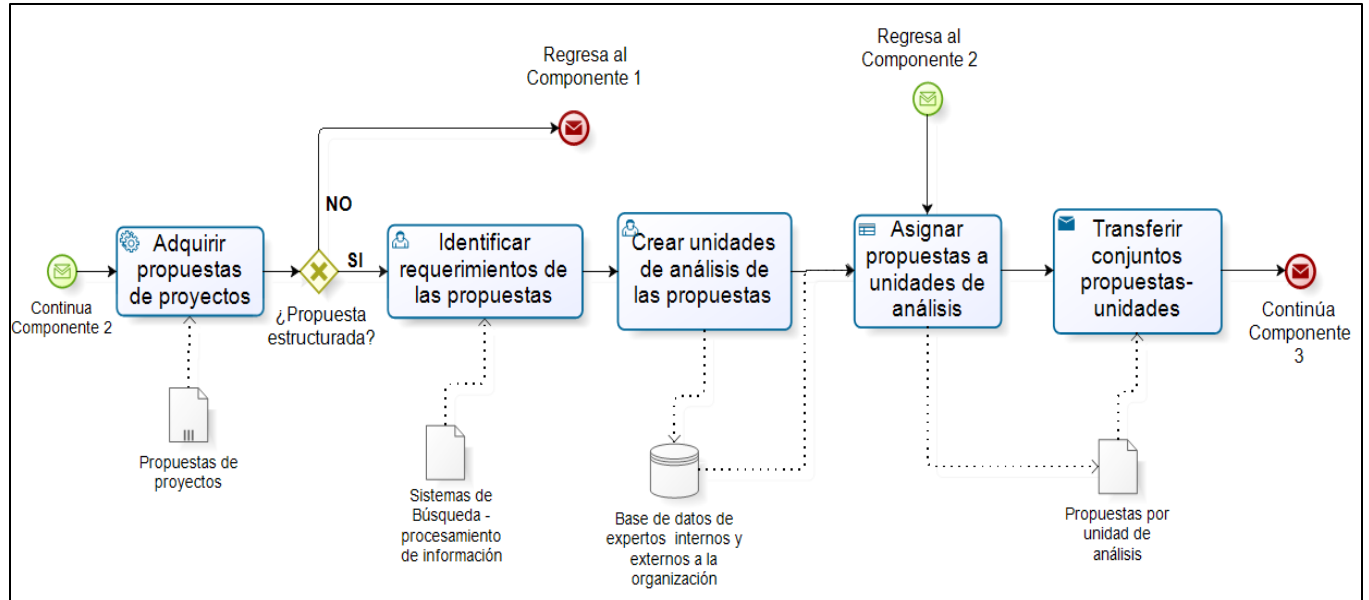 Regresa al
Componente 1
Regresa al
Componente 2
NO
SI
Continua
Componente 2
Adquirir
propuestas
de proyectos
¿Propuesta
estructurada?
Identificar
requerimientos de
las propuestas
Crear unidades
de análisis de
las propuestas
Asignar
propuestas a
unidades de
análisis
Transferir
conjuntos
propuestas-
unidades
Continúa
Componente
3
Propuestas de
proyectos
Sistemas de
Búsqueda -
procesamiento
de información
Base de datos de
expertos internos y
externos a la
organización
Propuestas por
unidad de
análisis